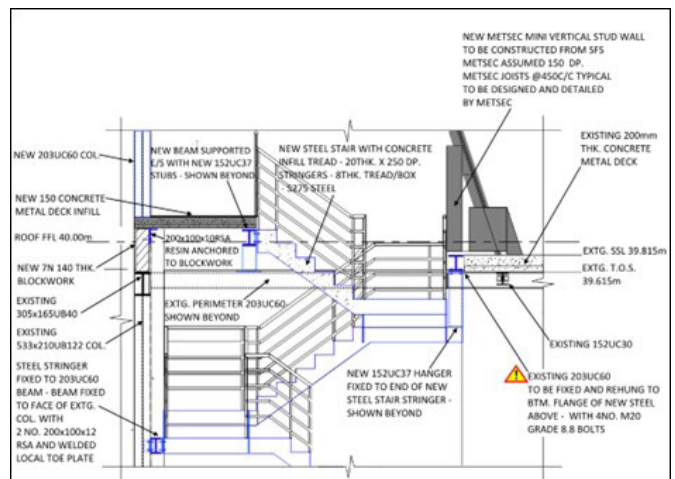 NEW METSEC MINI VERTICAL STUD WALL
TO BE CONSTRUCTED FROM SFS
METSEC ASSUMED 150 DP.
METSEC JOISTS @450C/C TYPICAL
TO BE DESIGNED AND DETAILED
BY METSEC
NEW 203UC60 COL.
NEW BEAM SUPPORTED
E/S WITH NEW 152UC37
STUBS - SHOWN BEYOND
NEW STEEL STAIR WITH CONCRETE
INFILL TREAD - 20THK. X 250 DP.
STRINGERS - 8THK. TREAD/BOX
- S275 STEEL
EXISTING 200mm
THK. CONCRETE
METAL DECK
NEW 150 CONCRETE
METAL DECK INFILL
ROOF FFL 40.00m
200x100x10RSA
RESIN ANCHORED
TO BLOCKWORK
EXTG. SSL 39.815m
NEW 7N 140 THK.
BLOCKWORK
EXTG. T.O.S.
39.615m
EXISTING
305x165UB40
EXTG. PERIMETER 203UC60
SHOWN BEYOND
EXISTING
533x210UB122 COL.
EXISTING 152UC30
STEEL STRINGER
FIXED TO 203UC60
BEAM - BEAM FIXED
TO FACE OF EXTG.
COL. WITH
2 NO. 200x100x12
RSA AND WELDED
LOCAL TOE PLATE
NEW 152UC37 HANGER
FIXED TO END OF NEW
STEEL STAIR STRINGER -
SHOWN BEYOND
EXISTING 203UC60
TO BE FIXED AND REHUNG TO
BTM. FLANGE OF NEW STEEL
ABOVE - WITH 4NO. M20
GRADE 8.8 BOLTS